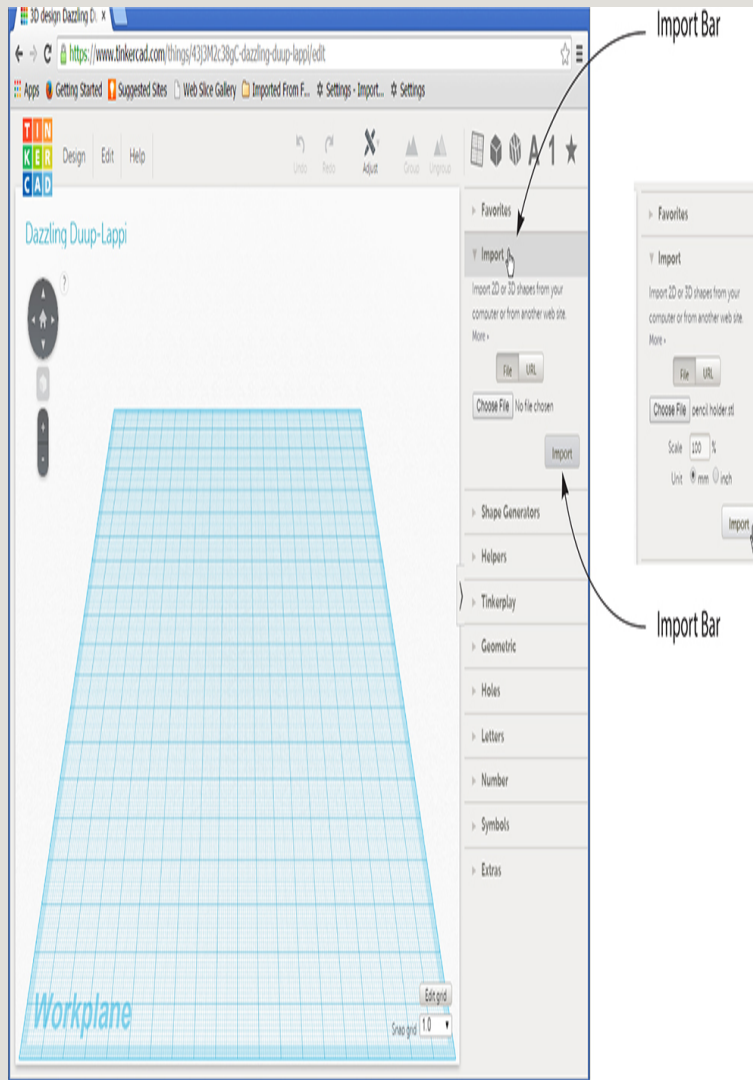 3D design Dazzling D. x
https://www.tinkercad.com/things/43J3M2c38gC-dazzling-duup-lappi/edit
Apps Getting Started Suggested Sites Web Slice Gallery Imported From F... Settings - Import... Settings
TIN
KER
CAD
Design Edit Help
Undo Redo Adjust Group Ungroup
A 1
Import Bar
Dazzling Duup-Lappi
?
Favorites
Import
Import 2D or 3D shapes from your
computer or from another web site.
More
File URL
Choose File No file chosen
Import
Shape Generators
Helpers
Tinkerplay
Geometric
Holes
Letters
Number
Symbols
Extras
+
-
Workplane
Edit grid
Snap grid 1.0
Favorites
Import
Import 2D or 3D shapes from your
computer or from another web site.
More
File URL
Choose File pencil holder.stl
Scale 100 %
Unit mm inch
Import
Import Bar